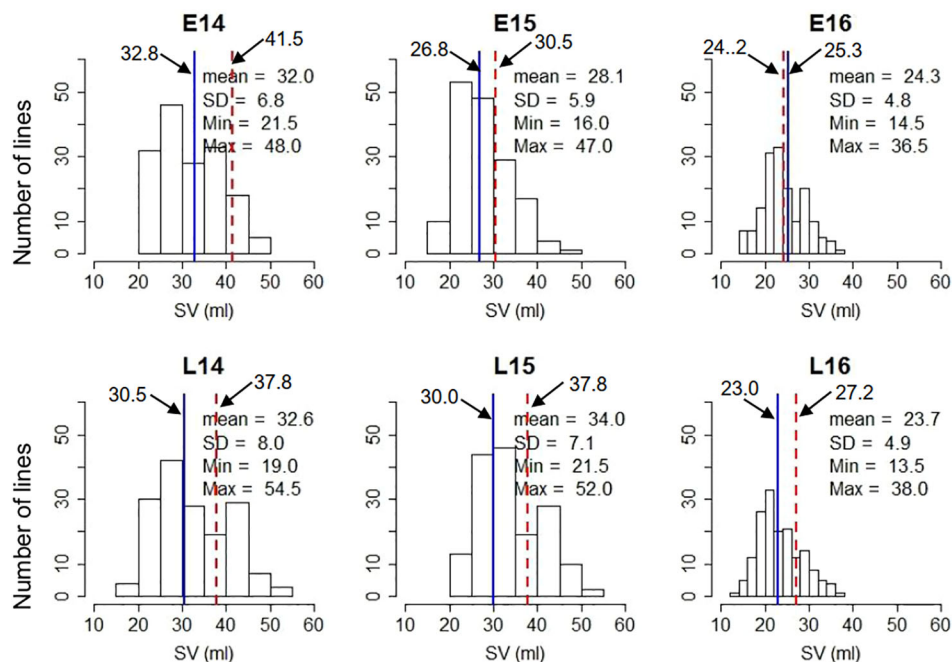 E14
32.8
41.5
mean = 32.0
SD = 6.8
Min = 21.5
Max = 48.0
Number of lines
0 10 30 50
10 20 30 40 50 60
SV (ml)
E15
26.8
30.5
mean = 28.1
SD = 5.9
Min = 16.0
Max = 47.0
0 10 30 50
10 20 30 40 50 60
SV (ml)
E16
24..2
25.3
mean = 24.3
SD = 4.8
Min = 14.5
Max = 36.5
0 10 30 50
10 20 30 40 50 60
SV (ml)
L14
30.5
37.8
mean = 32.6
SD = 8.0
Min = 19.0
Max = 54.5
Number of lines
0 10 30 50
10 20 30 40 50 60
SV (ml)
L15
30.0
37.8
mean = 34.0
SD = 7.1
Min = 21.5
Max = 52.0
0 10 30 50
10 20 30 40 50 60
SV (ml)
L16
23.0
27.2
mean = 23.7
SD = 4.9
Min = 13.5
Max = 38.0
0 10 30 50
10 20 30 40 50 60
SV (ml)